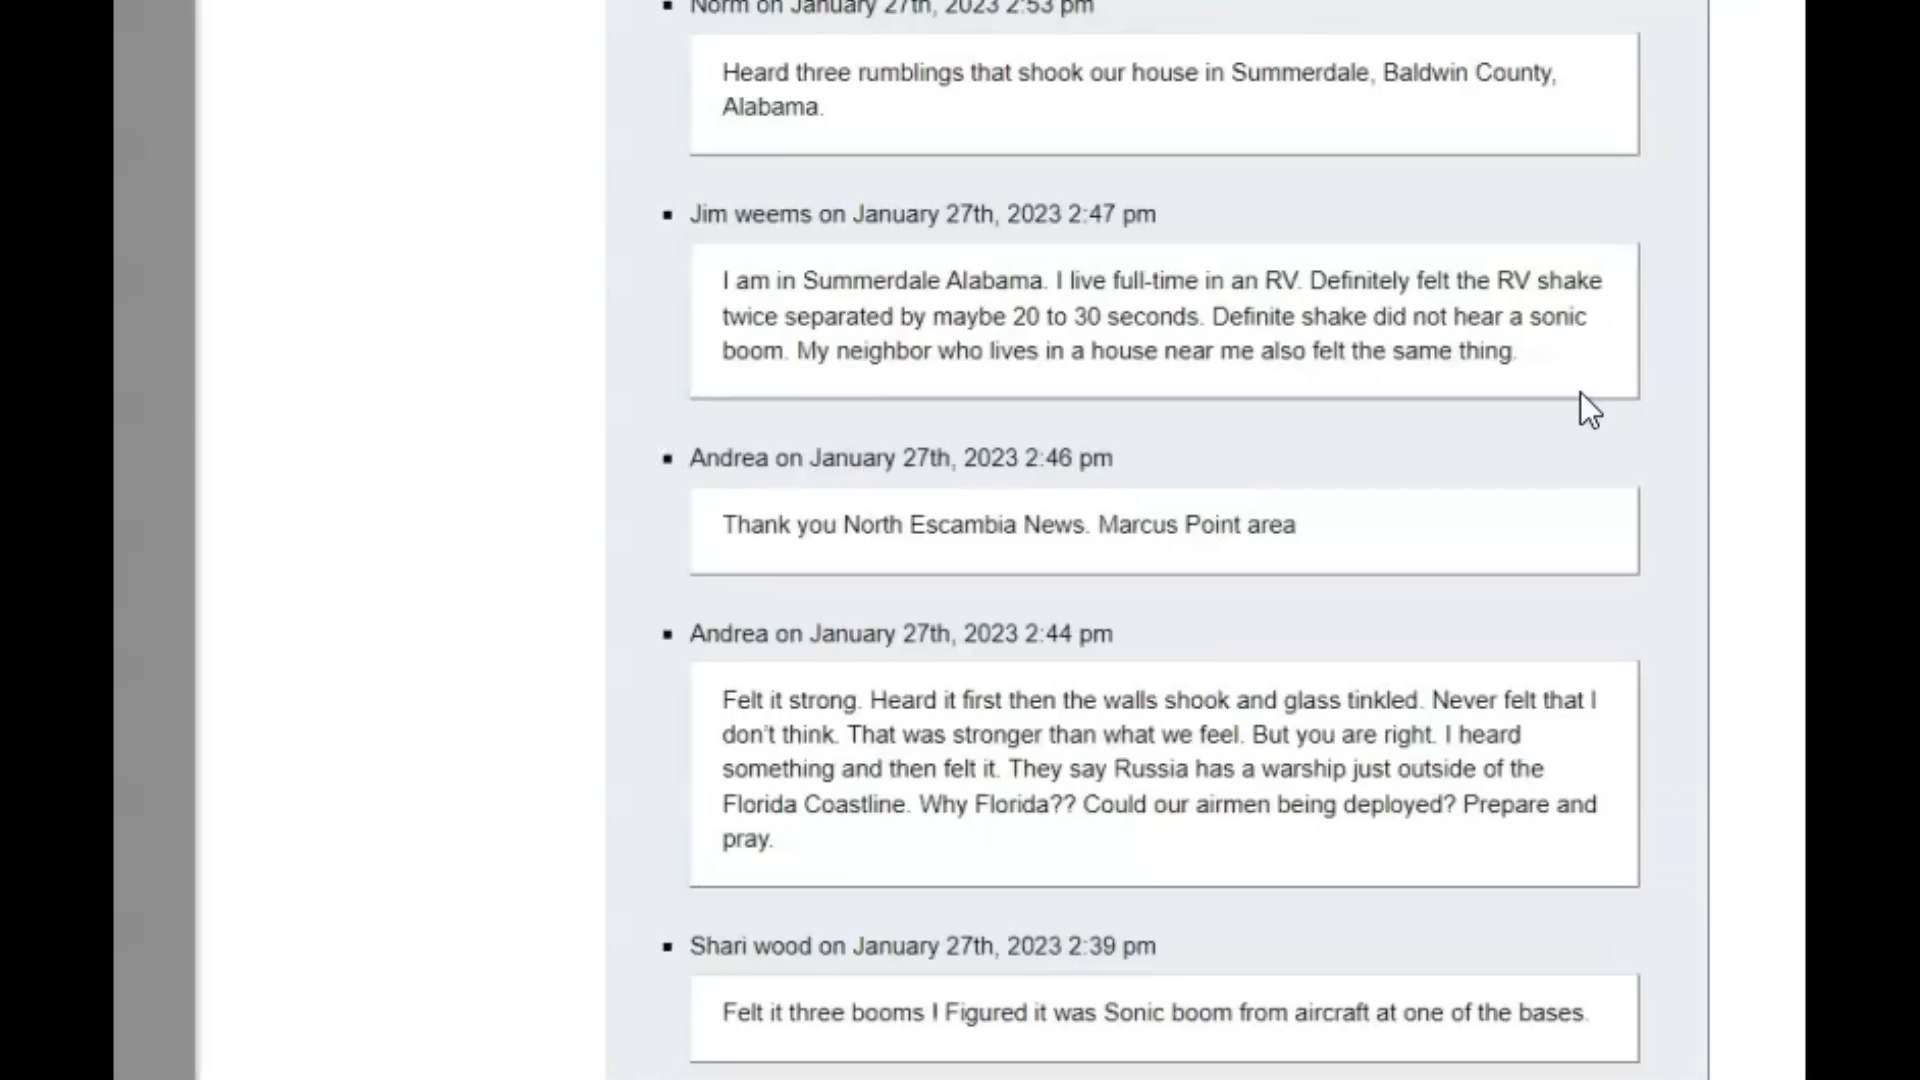 Norm on January 27th, 2023 2:53 pm
Heard three rumblings that shook our house in Summerdale, Baldwin County,
Alabama.
Jim weems on January 27th, 2023 2:47 pm
I am in Summerdale Alabama. I live full-time in an RV. Definitely felt the RV shake
twice separated by maybe 20 to 30 seconds. Definite shake did not hear a sonic
boom. My neighbor who lives in a house near me also felt the same thing.
Andrea on January 27th, 2023 2:46 pm
Thank you North Escambia News. Marcus Point area
Andrea on January 27th, 2023 2:44 pm
Felt it strong. Heard it first then the walls shook and glass tinkled. Never felt that I
don't think. That was stronger than what we feel. But you are right. I heard
something and then felt it. They say Russia has a warship just outside of the
Florida Coastline. Why Florida?? Could our airmen being deployed? Prepare and
pray.
Shari wood on January 27th, 2023 2:39 pm
Felt it three booms I Figured it was Sonic boom from aircraft at one of the bases.